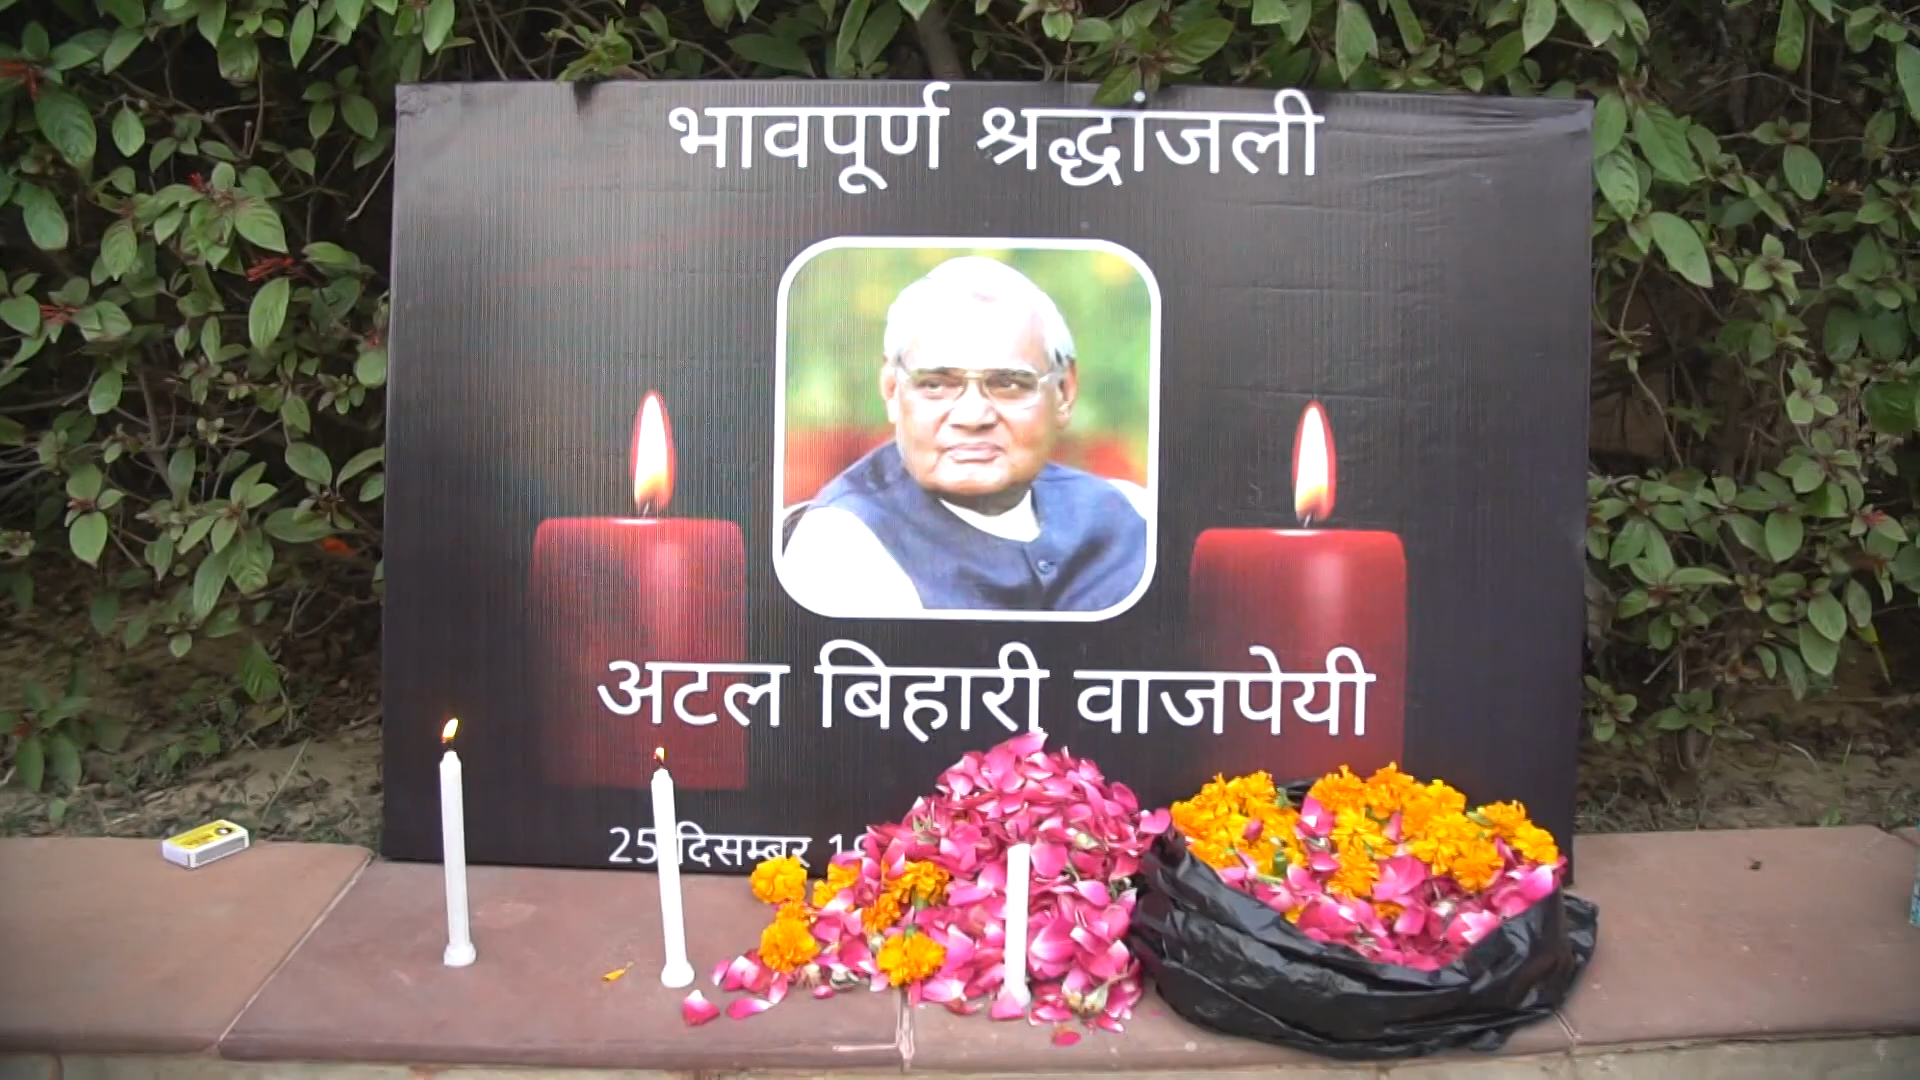 भावपूर्ण श्रद्धांजली
अटल बिहारी वाजपेयी
25 दिसम्बर